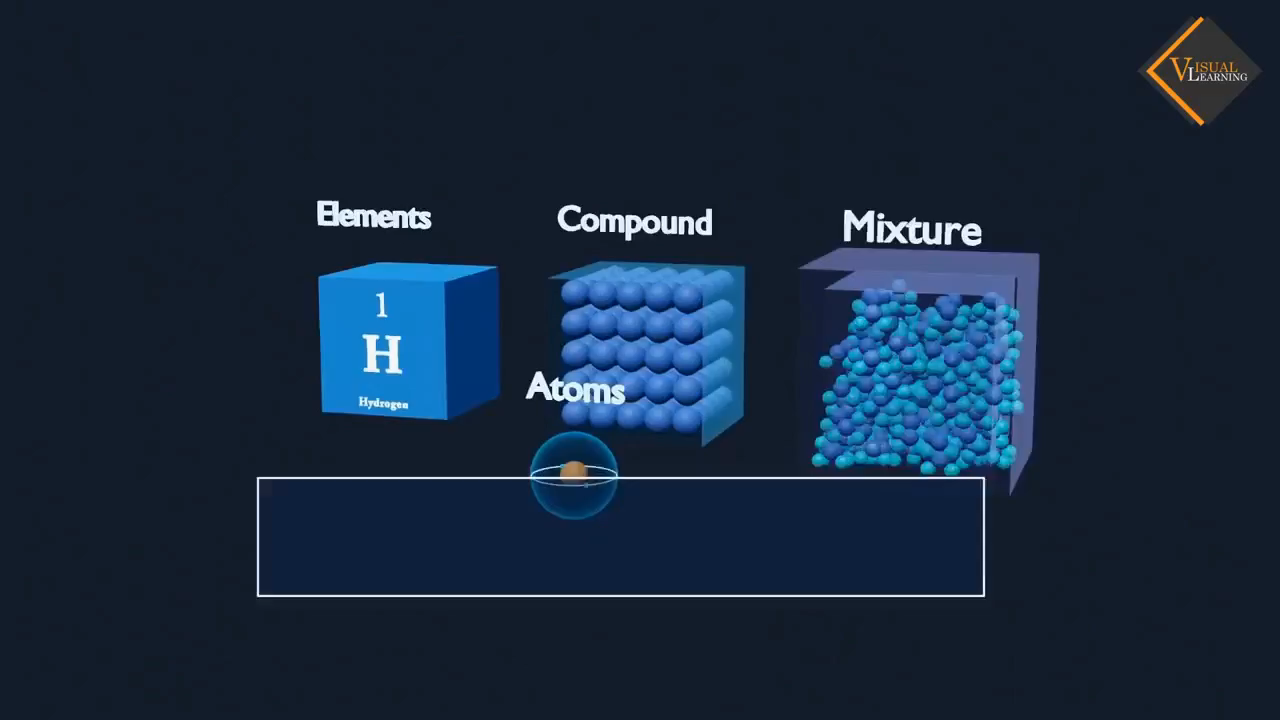 VISUAL
LEARNING
Elements
Compound
Mixture
1
H
Hydrogen
Atoms